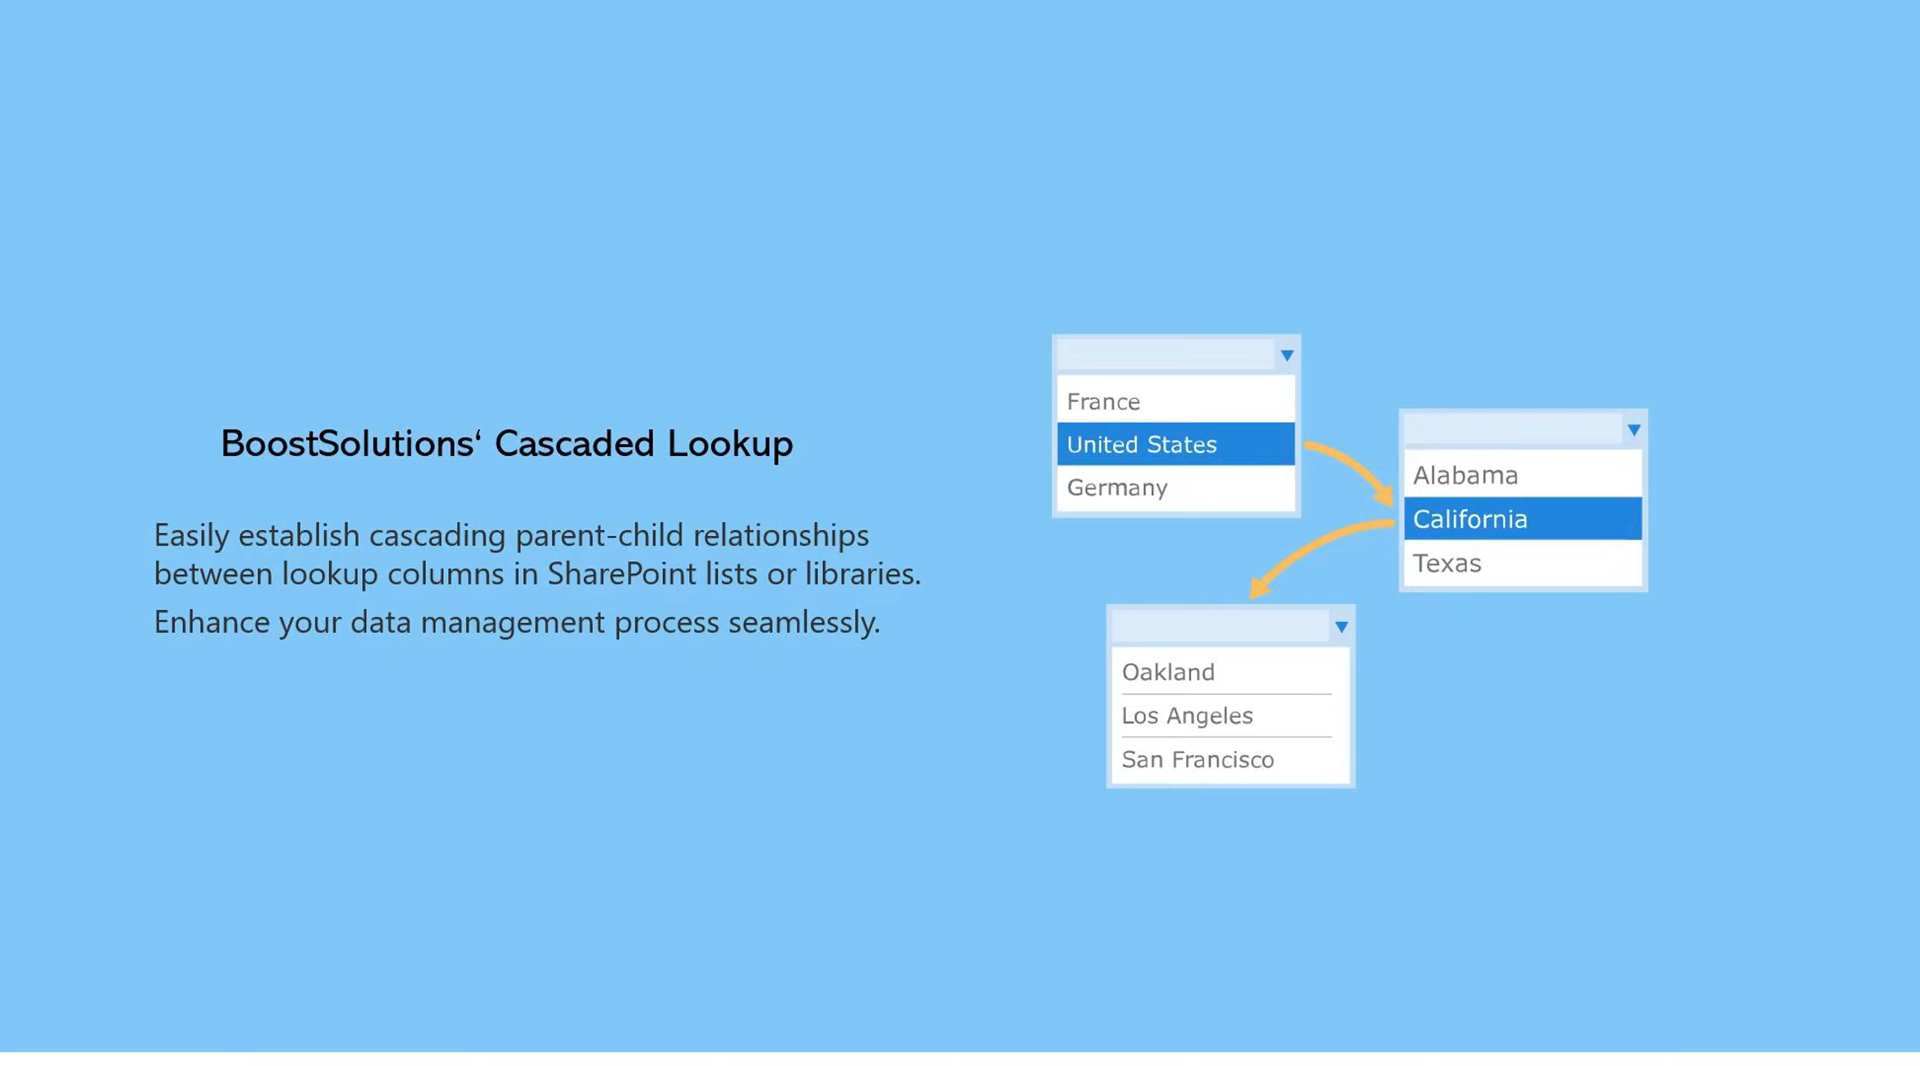 BoostSolutions‘ Cascaded Lookup
Easily establish cascading parent-child relationships
between lookup columns in SharePoint lists or libraries.
Enhance your data management process seamlessly.
France
United States
Germany
Alabama
California
Texas
Oakland
Los Angeles
San Francisco